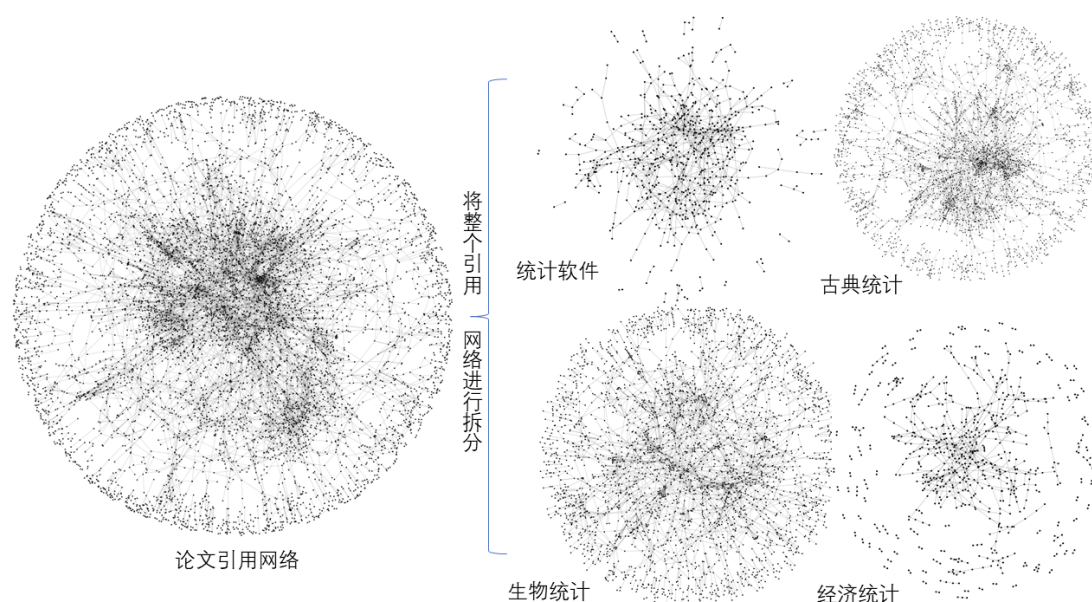 论文引用网络
将整个引用
网络进行拆分
统计软件
古典统计
生物统计
经济统计